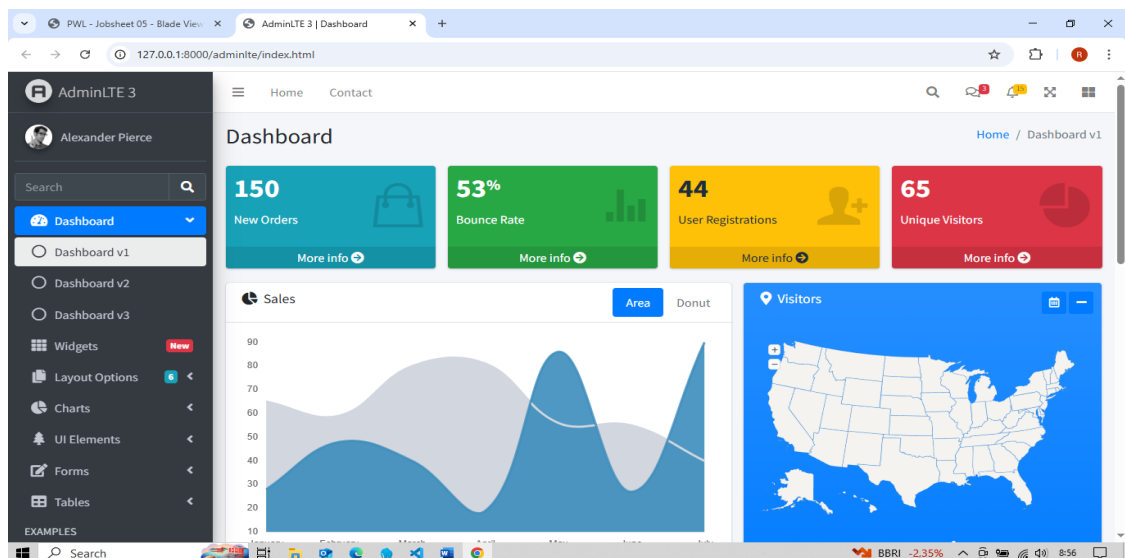 PWL - Jobsheet 05 - Blade View
AdminLTE 3 | Dashboard
127.0.0.1:8000/adminlte/index.html
R
AdminLTE 3
Home
Contact
3
15
Alexander Pierce
Dashboard
Home / Dashboard v1
Search
Dashboard
Dashboard v1
Dashboard v2
Dashboard v3
Widgets New
Layout Options 6
Charts
UI Elements
Forms
Tables
EXAMPLES
150
New Orders
More info
53%
Bounce Rate
More info
44
User Registrations
More info
65
Unique Visitors
More info
Sales
Area
Donut
90
80
70
60
50
40
30
20
10
Visitors
+
−
Search
BBRI -2,35%
8:56